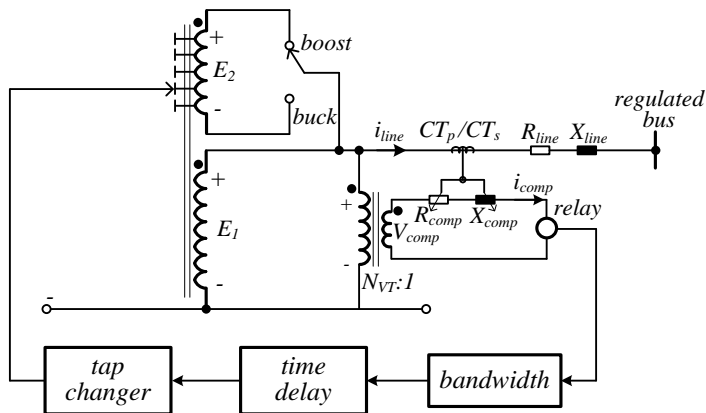 +
E2
-
boost
buck
iline
CTp/CTs
Rline
Xline
regulated
bus
+
E1
-
+
-
Vcomp
Rcomp
Xcomp
icomp
relay
NVT:1
-
tap
changer
time
delay
bandwidth